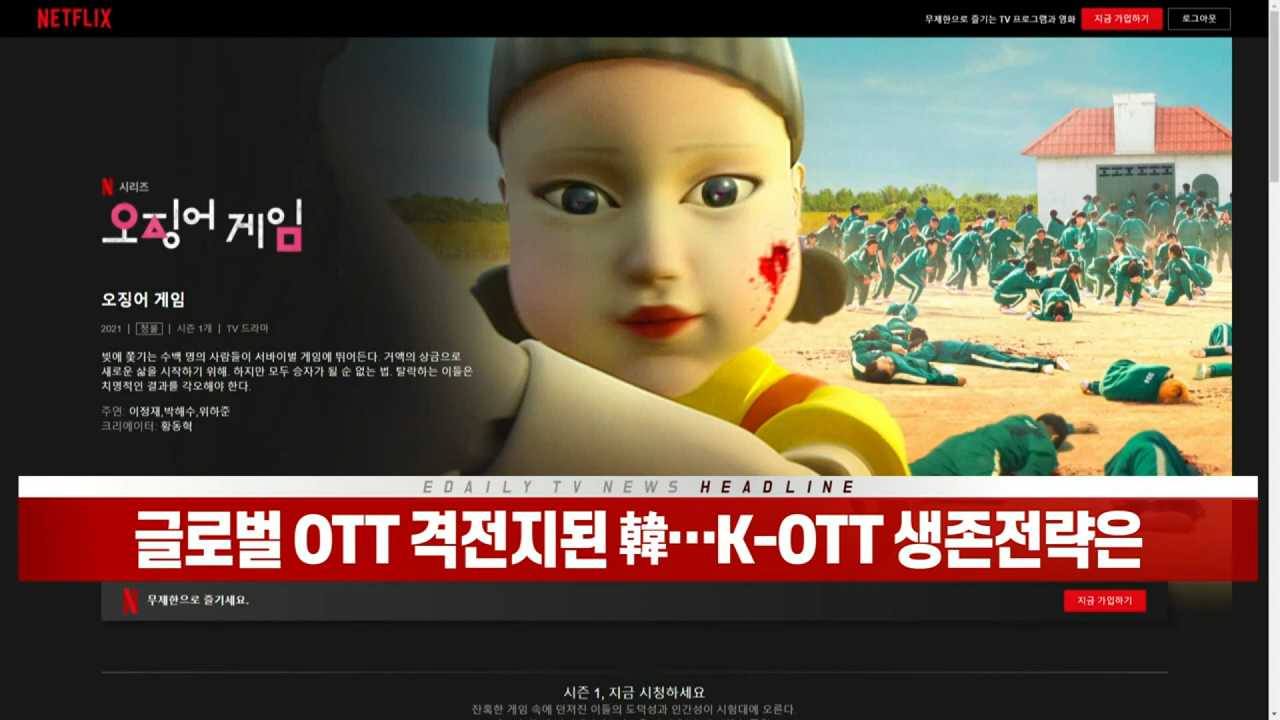 NETFLIX
무제한으로 즐기는 TV 프로그램과 영화
지금 가입하기
로그아웃
N 시리즈
오징어 게임
오징어 게임
2021 | 청불 | 시즌 1개 | TV 드라마
빚에 쫓기는 수백 명의 사람들이 서바이벌 게임에 뛰어든다. 거액의 상금으로
새로운 삶을 시작하기 위해. 하지만 모두 승자가 될 순 없는 법. 탈락하는 이들은
치명적인 결과를 각오해야 한다.
주연: 이정재,박해수,위하준
크리에이터: 황동혁
EDAILY TV NEWS HEADLINE
글로벌 OTT 격전지된 韓…K-OTT 생존전략은
N 무제한으로 즐기세요.
지금 가입하기
시즌 1, 지금 시청하세요
잔혹한 게임 속에 던져진 이들의 도덕성과 인간성이 시험대에 오른다.